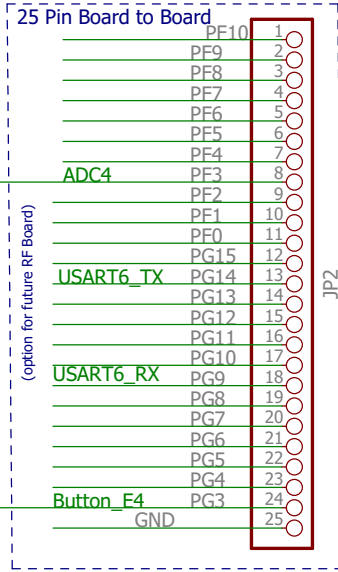 25 Pin Board to Board
PF10 1
PF9 2
PF8 3
PF7 4
PF6 5
PF5 6
PF4 7
ADC4 PF3 8
PF2 9
PF1 10
PF0 11
PG15 12
USART6_TX PG14 13
PG13 14
PG12 15
PG11 16
PG10 17
USART6_RX PG9 18
PG8 19
PG7 20
PG6 21
PG5 22
PG4 23
Button_E4 PG3 24
GND 25
(option for future RF Board)
JP2